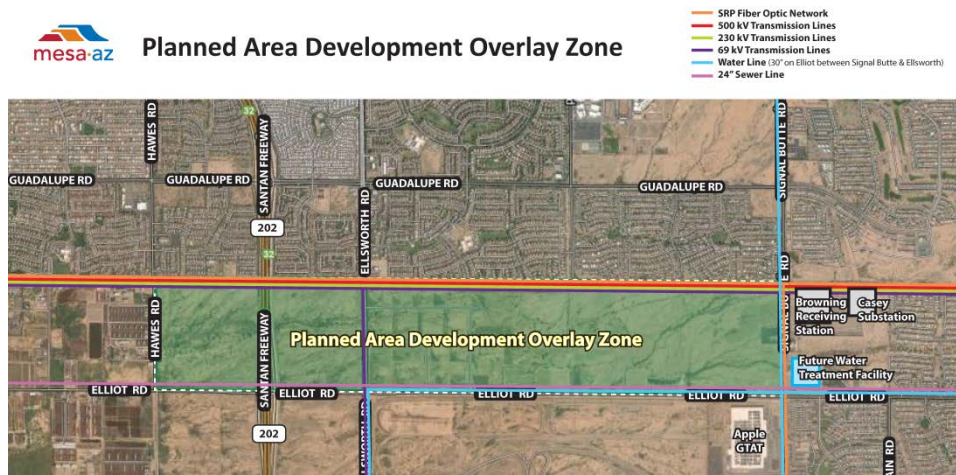 mesa·az
Planned Area Development Overlay Zone
SRP Fiber Optic Network
500 kV Transmission Lines
230 kV Transmission Lines
69 kV Transmission Lines
Water Line (30" on Elliot between Signal Butte & Ellsworth)
24" Sewer Line
HAWES RD
32
SANTAN FREEWAY
SIGNAL BUTTE RD
GUADALUPE RD
GUADALUPE RD
GUADALUPE RD
GUADALUPE RD
ELLSWORTH RD
202
32
HAWES RD
SANTAN FREEWAY
Planned Area Development Overlay Zone
Browning
Receiving
Station
Casey
Substation
Future Water
Treatment Facility
ELLIOT RD
ELLIOT RD
ELLIOT RD
ELLIOT RD
ELLIOT RD
202
Apple
GTAT